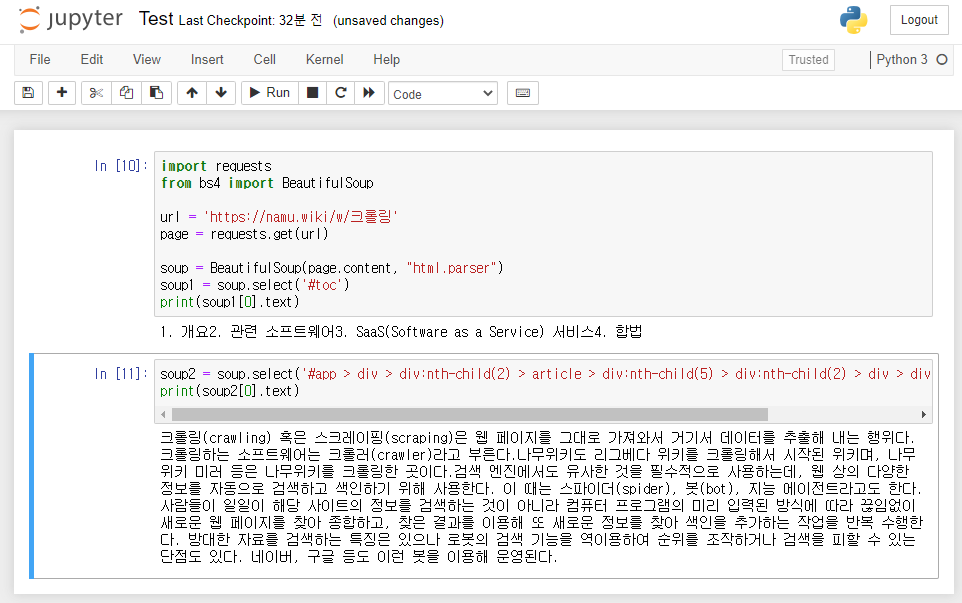 jupyter Test Last Checkpoint: 32분 전 (unsaved changes) Logout
File Edit View Insert Cell Kernel Help Trusted Python 3
Run Code
In [10]: import requests
from bs4 import BeautifulSoup
url = 'https://namu.wiki/w/크롤링'
page = requests.get(url)
soup = BeautifulSoup(page.content, "html.parser")
soup1 = soup.select('#toc')
print(soup1[0].text)
1. 개요2. 관련 소프트웨어3. SaaS(Software as a Service) 서비스4. 합법
In [11]: soup2 = soup.select('#app > div > div:nth-child(2) > article > div:nth-child(5) > div:nth-child(2) > div > div
print(soup2[0].text)
크롤링(crawling) 혹은 스크레이핑(scraping)은 웹 페이지를 그대로 가져와서 거기서 데이터를 추출해 내는 행위다.
크롤링하는 소프트웨어는 크롤러(crawler)라고 부른다.나무위키도 리그베다 위키를 크롤링해서 시작된 위키며, 나무
위키 미러 등은 나무위키를 크롤링한 곳이다.검색 엔진에서도 유사한 것을 필수적으로 사용하는데, 웹 상의 다양한
정보를 자동으로 검색하고 색인하기 위해 사용한다. 이 때는 스파이더(spider), 봇(bot), 지능 에이전트라고도 한다.
사람들이 일일이 해당 사이트의 정보를 검색하는 것이 아니라 컴퓨터 프로그램의 미리 입력된 방식에 따라 끊임없이
새로운 웹 페이지를 찾아 종합하고, 찾은 결과를 이용해 또 새로운 정보를 찾아 색인을 추가하는 작업을 반복 수행한
다. 방대한 자료를 검색하는 특징은 있으나 로봇의 검색 기능을 역이용하여 순위를 조작하거나 검색을 피할 수 있는
단점도 있다. 네이버, 구글 등도 이런 봇을 이용해 운영된다.